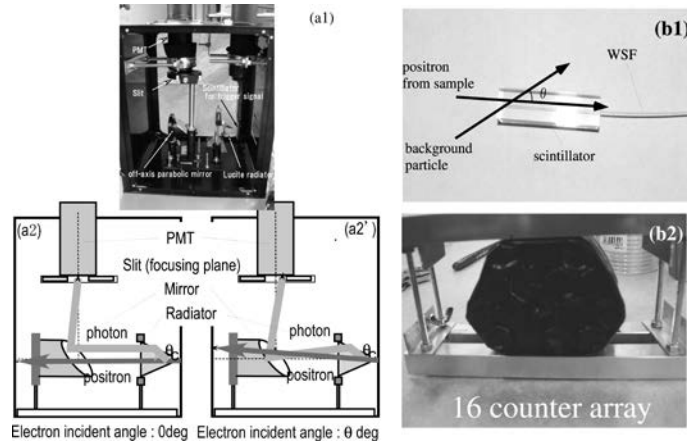 (a1)
PMT
Slit
Scintillator
for trigger signal
off-axis parabolic mirror
Lucite radiator
(a2)
(a2')
PMT
Slit (focusing plane)
Mirror
Radiator
photon
photon
θc
θc
positron
positron
Electron incident angle : 0deg
Electron incident angle : θ deg
(b1)
positron
from sample
WSF
θ
background
particle
scintillator
(b2)
16 counter array